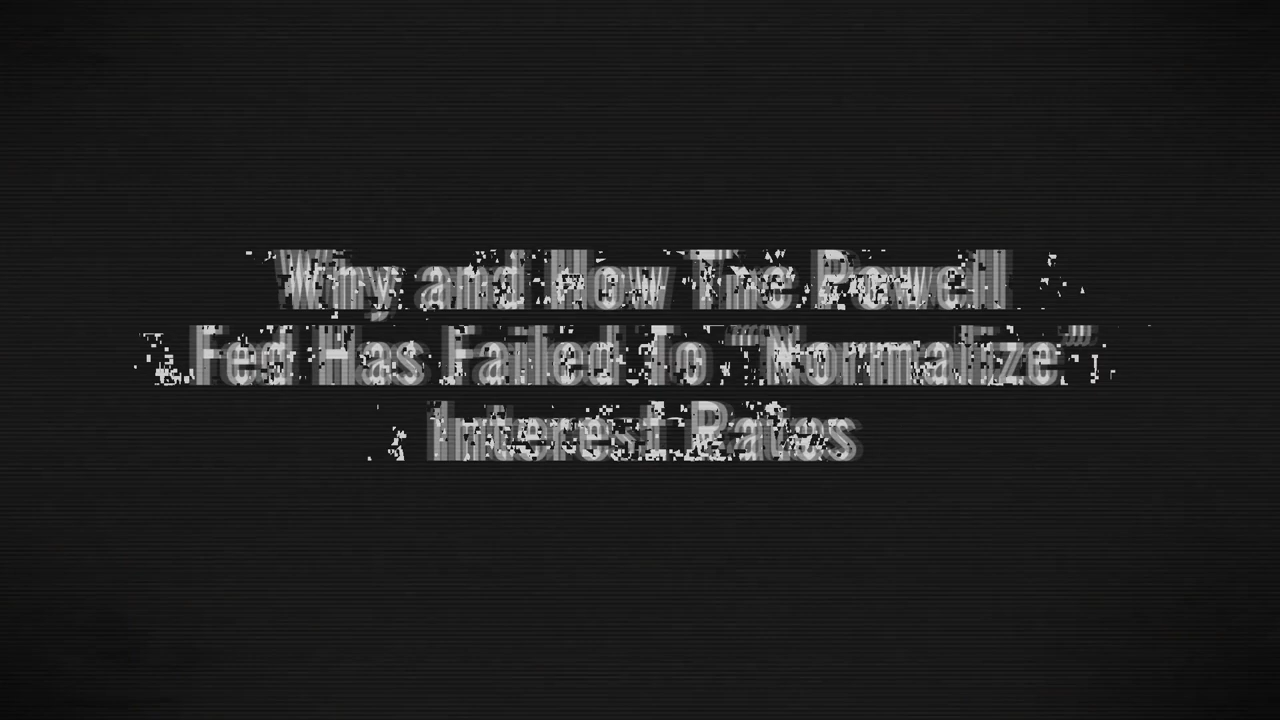 Why and How The Powell
Fed Has Failed To "Normalize"
Interest Rates